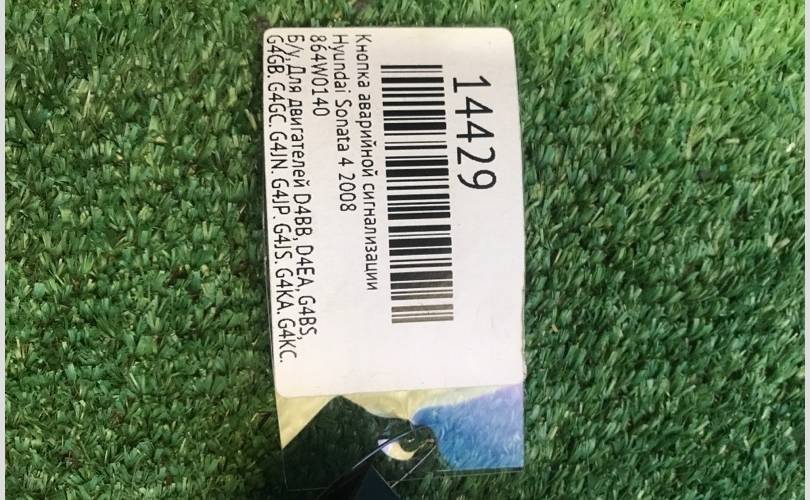 14429
Кнопка аварийной сигнализации
Hyundai Sonata 4 2008
864W0140
Б/у, Для двигателей D4BB, D4EA, G4BS,
G4GB. G4GC. G4JN. G4JP. G4JS. G4KA. G4KC.